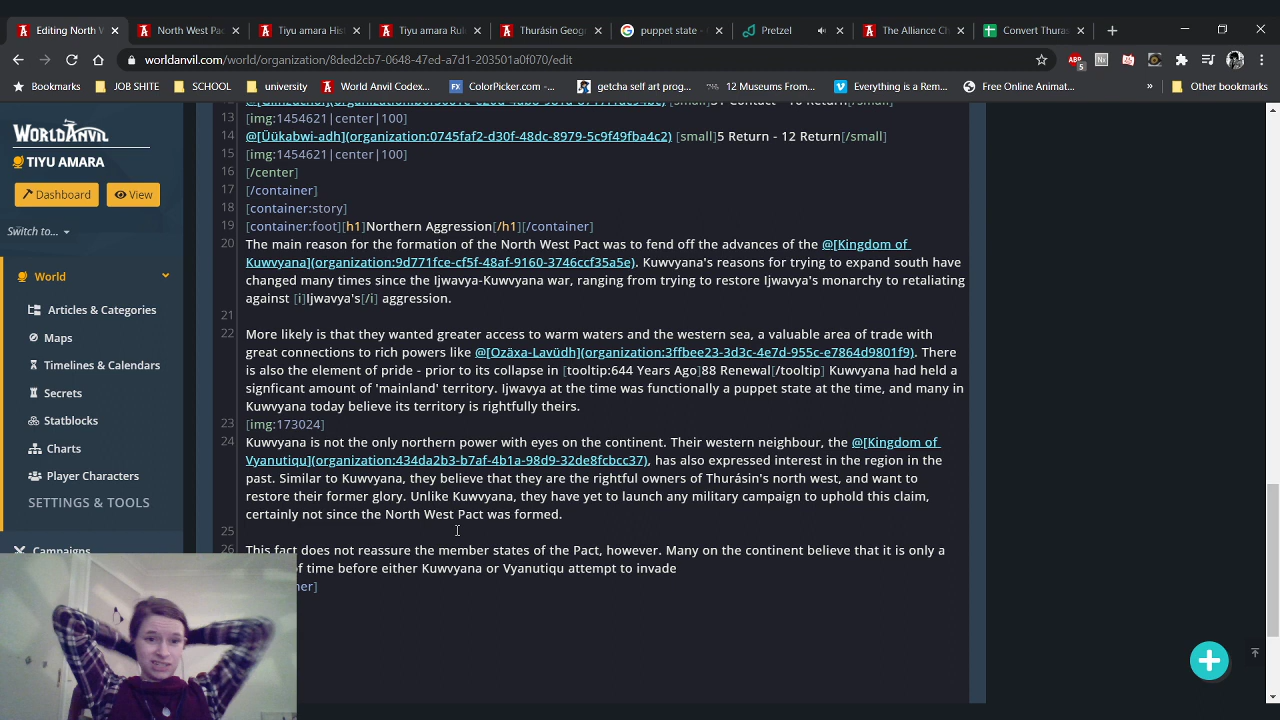 Editing North W
North West Pac
Tiyu amara His
Tiyu amara Rul
Thurásin Geogr
puppet state -
Pretzel
The Alliance Ch
Convert Thuras
worldanvil.com/world/organization/8ded2cb7-0648-47ed-a7d1-203501a0f070/edit
Bookmarks
JOB SHITE
SCHOOL
university
World Anvil Codex...
ColorPicker.com -...
getcha self art prog...
12 Museums From...
Everything is a Rem...
Free Online Animat...
»
Other bookmarks
WORLDANVIL
TIYU AMARA
Dashboard
View
Switch to...
World
Articles & Categories
Maps
Timelines & Calendars
Secrets
Statblocks
Charts
Player Characters
SETTINGS & TOOLS
Campaigns
13 [img:1454621|center|100]
14 @[Üükabwi-adh](organization:0745faf2-d30f-48dc-8979-5c9f49fba4c2) [small]5 Return - 12 Return[/small]
15 [img:1454621|center|100]
16 [/center]
17 [/container]
18 [container:story]
19 [container:foot][h1]Northern Aggression[/h1][/container]
20 The main reason for the formation of the North West Pact was to fend off the advances of the @[Kingdom of
Kuwvyana](organization:9d771fce-cf5f-48af-9160-3746ccf35a5e). Kuwvyana's reasons for trying to expand south have
changed many times since the Ijwavya-Kuwvyana war, ranging from trying to restore Ijwavya's monarchy to retaliating
against [i]Ijwavya's[/i] aggression.
21
22 More likely is that they wanted greater access to warm waters and the western sea, a valuable area of trade with
great connections to rich powers like @[Ozäxa-Lavüdh](organization:3ffbee23-3d3c-4e7d-955c-e7864d9801f9). There
is also the element of pride - prior to its collapse in [tooltip:644 Years Ago]88 Renewal[/tooltip] Kuwvyana had held a
signficant amount of 'mainland' territory. Ijwavya at the time was functionally a puppet state at the time, and many in
Kuwvyana today believe its territory is rightfully theirs.
23 [img:173024]
24 Kuwvyana is not the only northern power with eyes on the continent. Their western neighbour, the @[Kingdom of
Vyanutiqu](organization:434da2b3-b7af-4b1a-98d9-32de8fcbcc37), has also expressed interest in the region in the
past. Similar to Kuwvyana, they believe that they are the rightful owners of Thurásin's north west, and want to
restore their former glory. Unlike Kuwvyana, they have yet to launch any military campaign to uphold this claim,
certainly not since the North West Pact was formed.
25
26 This fact does not reassure the member states of the Pact, however. Many on the continent believe that it is only a
of time before either Kuwvyana or Vyanutiqu attempt to invade
ner]